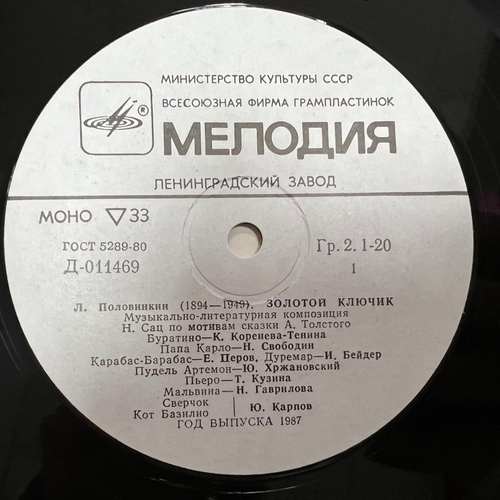 МИНИСТЕРСТВО КУЛЬТУРЫ СССР
ВСЕСОЮЗНАЯ ФИРМА ГРАМПЛАСТИНОК
®
МЕЛОДИЯ
ЛЕНИНГРАДСКИЙ ЗАВОД
МОНО ▽ 33
ГОСТ 5289-80
Гр. 2. 1-20
Д-011469
1
Л. Половинкин (1894—1949). ЗОЛОТОЙ КЛЮЧИК
Музыкально-литературная композиция
Н. Сац по мотивам сказки А. Толстого
Буратино—К. Коренева-Тенина
Папа Карло—Н. Свободин
Карабас-Барабас—Е. Перов, Дуремар—И. Бейдер
Пудель Артемон—Ю. Хржановский
Пьеро—Т. Кузина
Мальвина—Н. Гаврилова
Сверчок
Кот Базилио } Ю. Карпов
ГОД ВЫПУСКА 1987